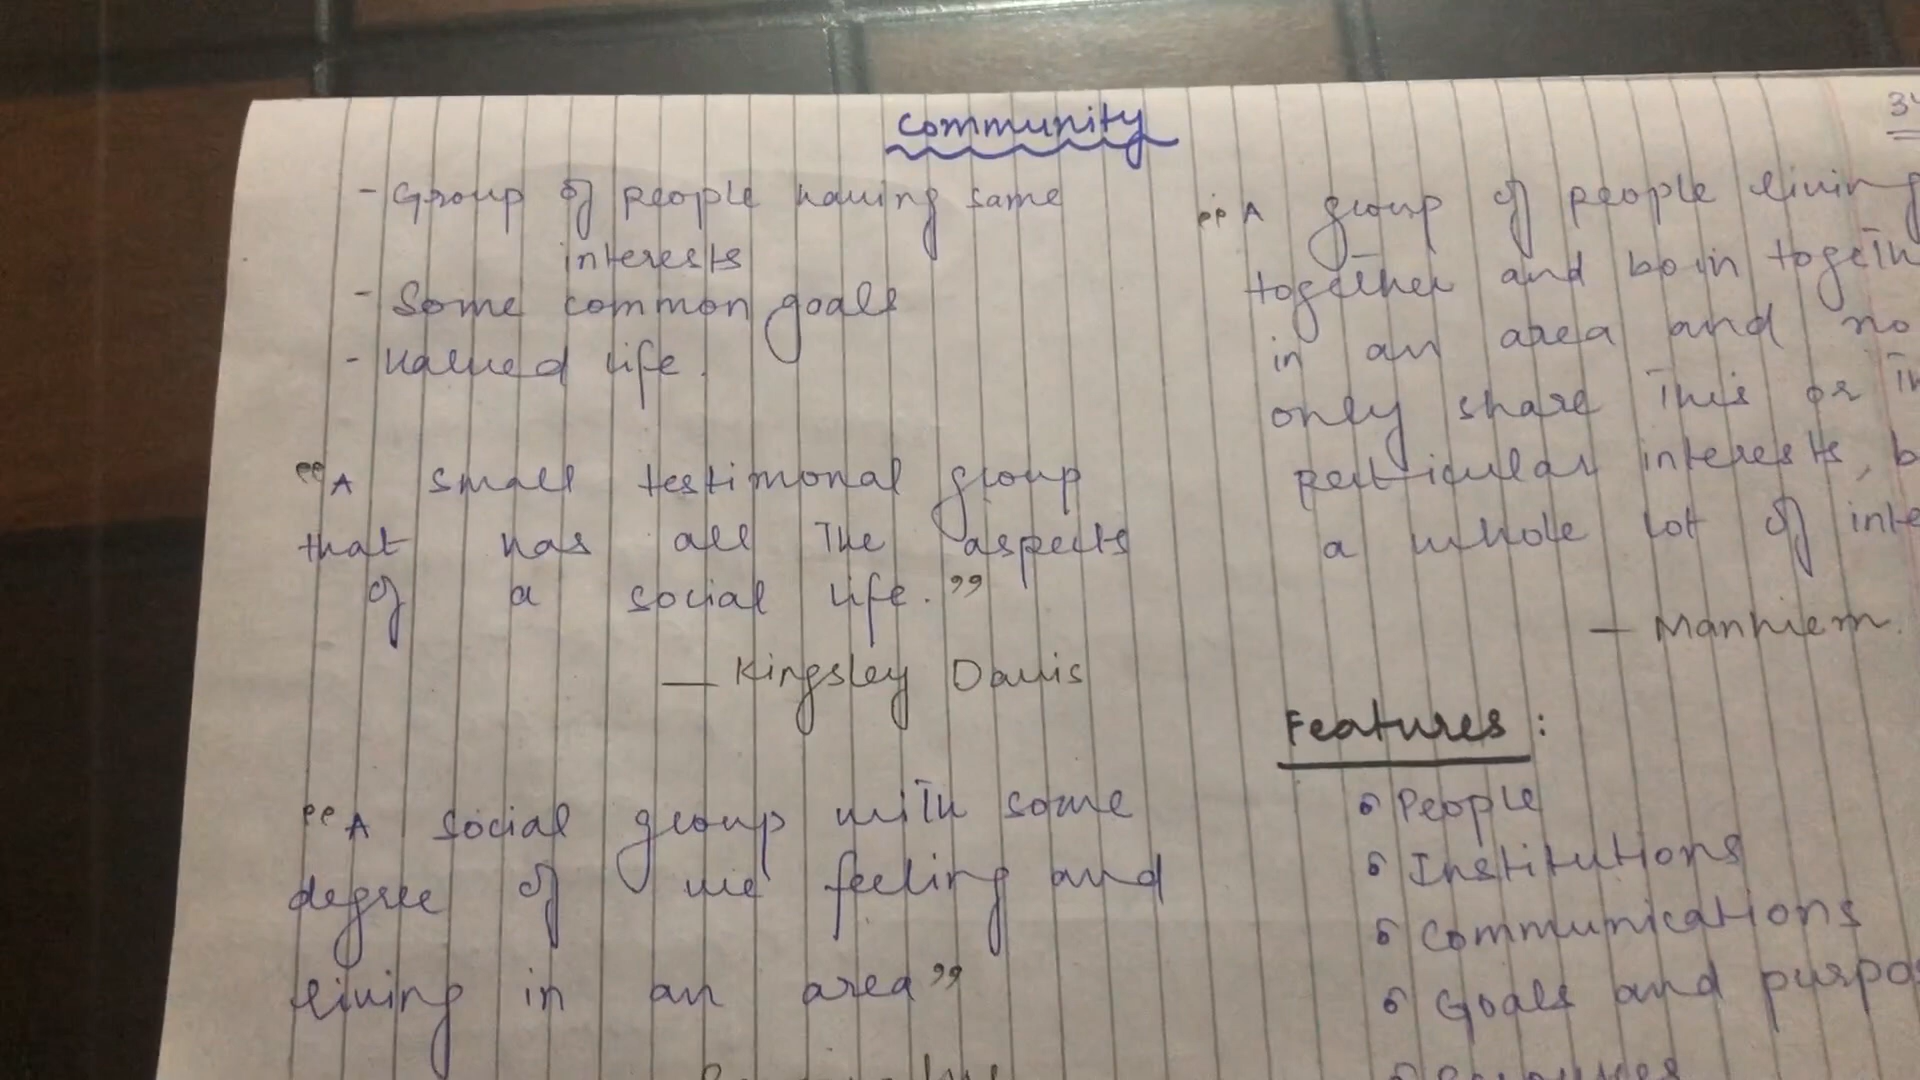 Community
- Group of people having same
interests
- Some common goals
- Valued life.
"A small testimonal group
that has all the aspects
of a social life."
— Kingsley Davis
"A social group with some
degree of we feeling and
living in an area"
34
"A group of people living
together and bo in togeth
in an area and no
only share this or th
particular interests, b
a whole lot of inte
— Manhiem.
Features :
People
Institutions
Communications
Goals and purpo